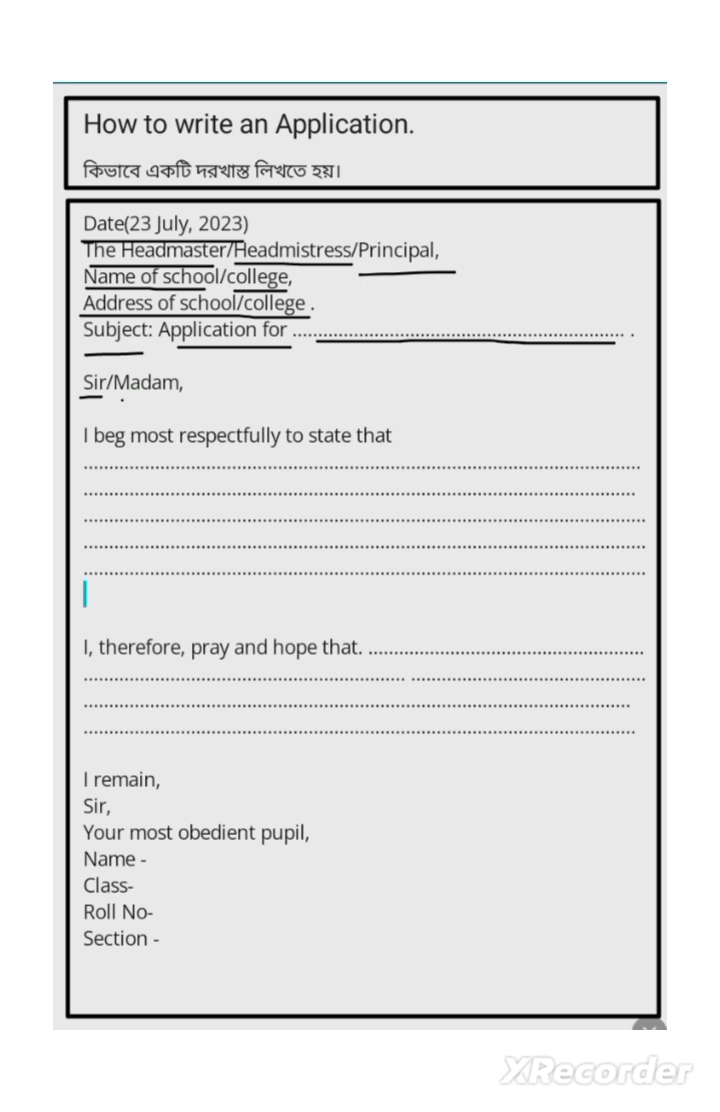 How to write an Application.
কিভাবে একটি দরখাস্ত লিখতে হয়।
Date(23 July, 2023)
The Headmaster/Headmistress/Principal,
Name of school/college,
Address of school/college .
Subject: Application for ................................................................. .
Sir/Madam,
I beg most respectfully to state that
..............................................................................................................
.............................................................................................................
...............................................................................................................
...............................................................................................................
...............................................................................................................
I, therefore, pray and hope that. ......................................................
............................................................... ..............................................
............................................................................................................
.............................................................................................................
I remain,
Sir,
Your most obedient pupil,
Name -
Class-
Roll No-
Section -
XRecorder